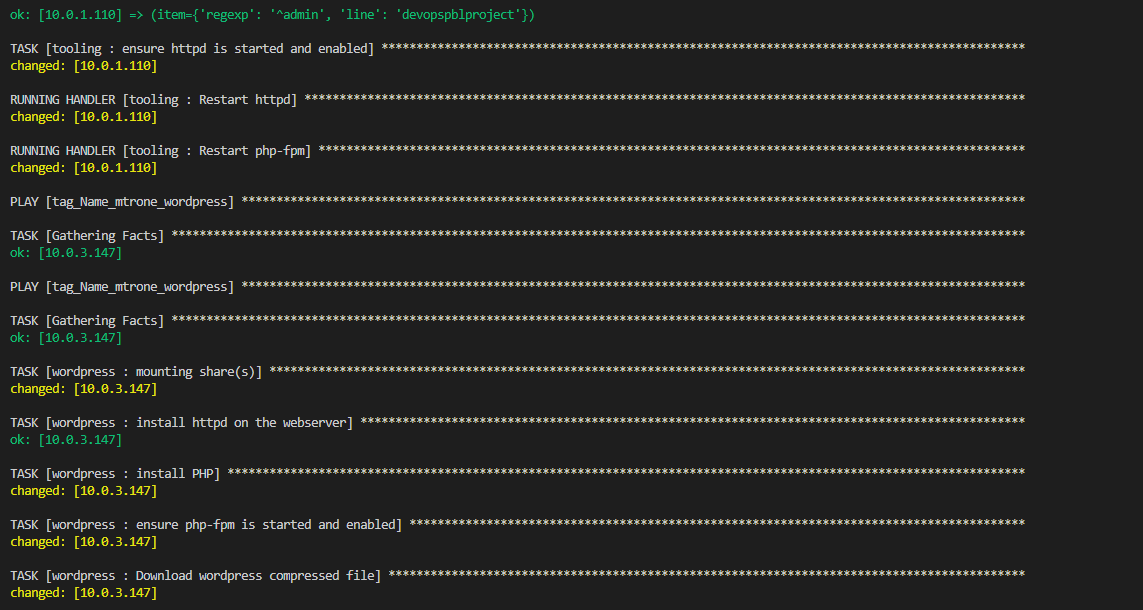 ok: [10.0.1.110] => (item={'regexp': '^admin', 'line': 'devopspblproject'})
TASK [tooling : ensure httpd is started and enabled] ********************************************************************************************
changed: [10.0.1.110]
RUNNING HANDLER [tooling : Restart httpd] *******************************************************************************************************
changed: [10.0.1.110]
RUNNING HANDLER [tooling : Restart php-fpm] *****************************************************************************************************
changed: [10.0.1.110]
PLAY [tag_Name_mtrone_wordpress] ****************************************************************************************************************
TASK [Gathering Facts] **************************************************************************************************************************
ok: [10.0.3.147]
PLAY [tag_Name_mtrone_wordpress] ****************************************************************************************************************
TASK [Gathering Facts] **************************************************************************************************************************
ok: [10.0.3.147]
TASK [wordpress : mounting share(s)] ************************************************************************************************************
changed: [10.0.3.147]
TASK [wordpress : install httpd on the webserver] ***********************************************************************************************
ok: [10.0.3.147]
TASK [wordpress : install PHP] ******************************************************************************************************************
changed: [10.0.3.147]
TASK [wordpress : ensure php-fpm is started and enabled] ****************************************************************************************
changed: [10.0.3.147]
TASK [wordpress : Download wordpress compressed file] *******************************************************************************************
changed: [10.0.3.147]